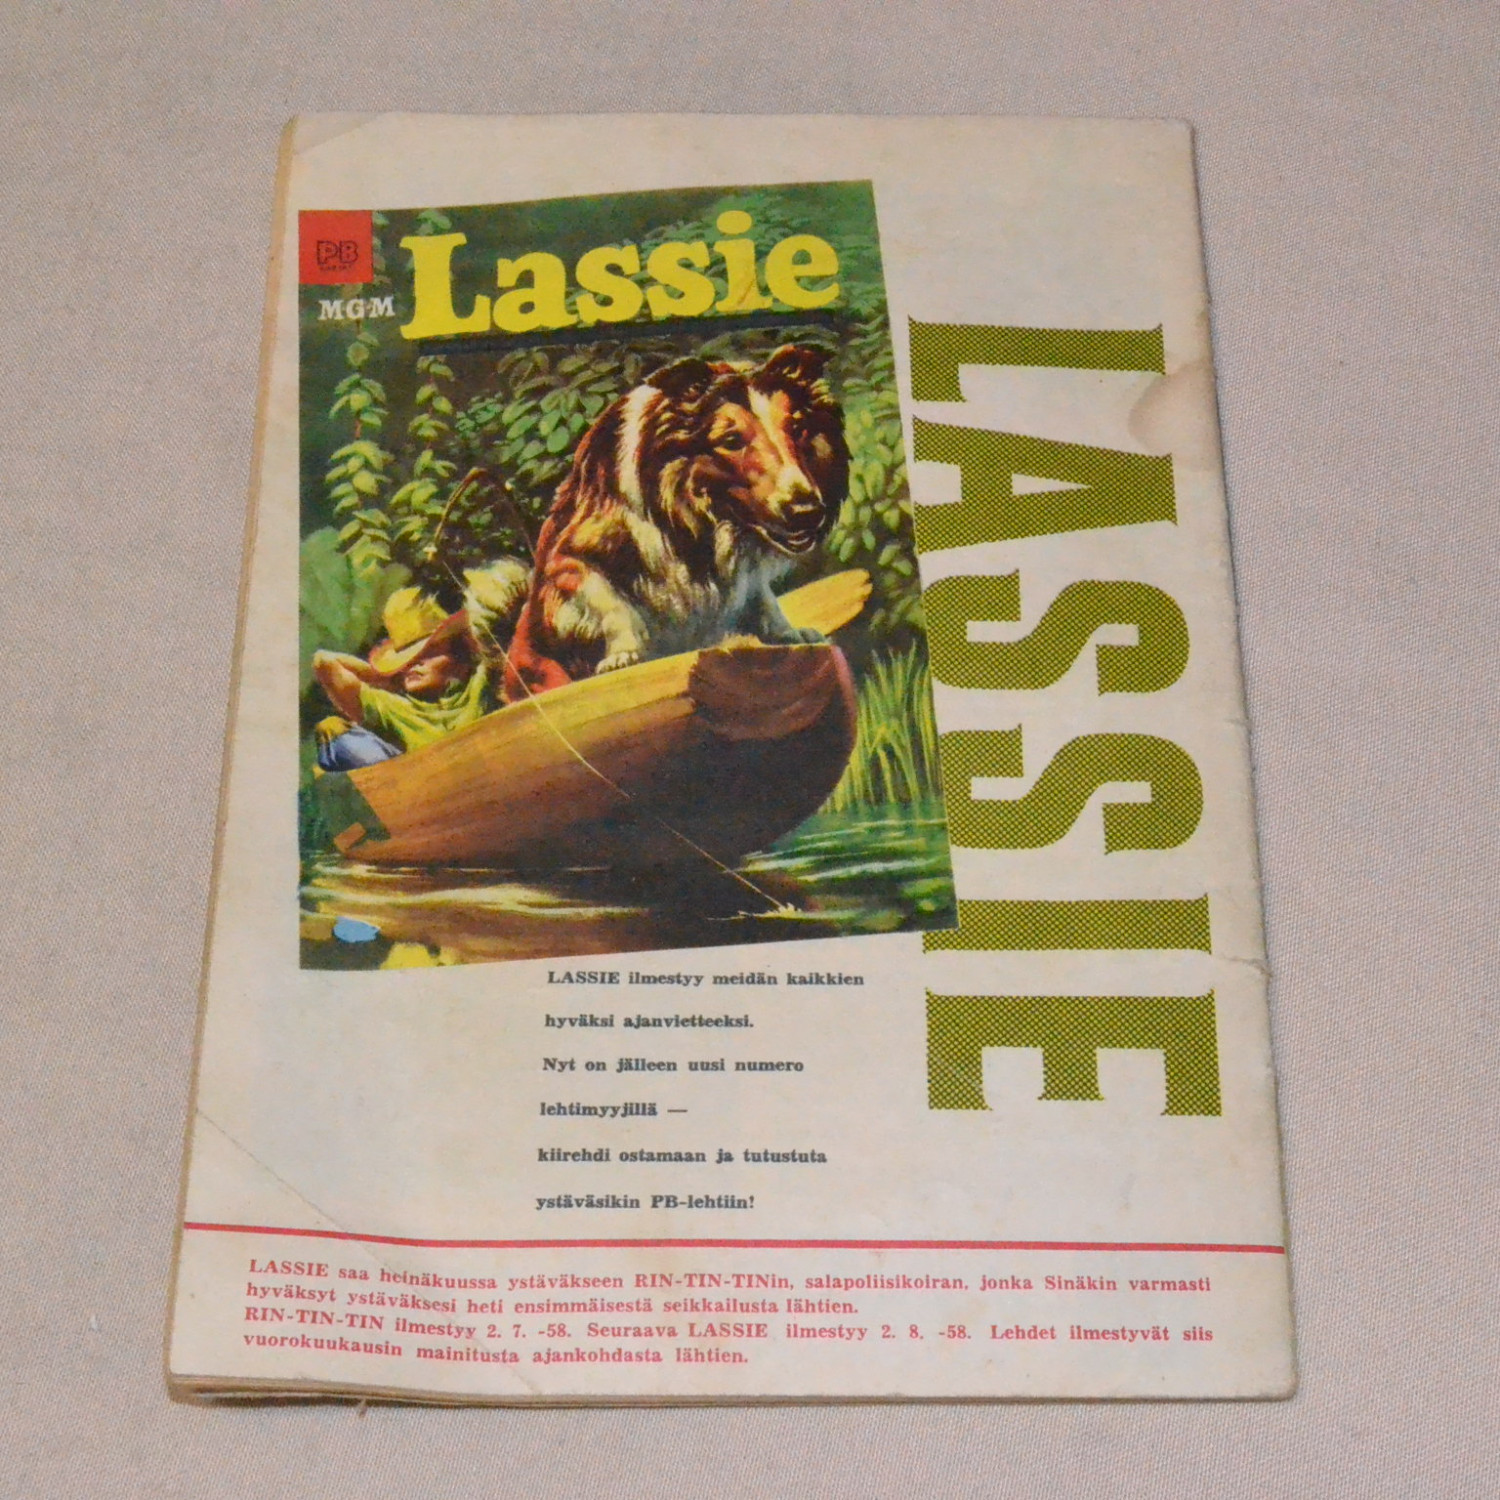 PB
MGM
Lassie
LASSIE
LASSIE ilmestyy meidän kaikkien
hyväksi ajanvietteeksi.
Nyt on jälleen uusi numero
lehtimyyjillä —
kiirehdi ostamaan ja tutustuta
ystäväsikin PB-lehtiin!
LASSIE saa heinäkuussa ystäväkseen RIN-TIN-TINin, salapoliisikoiran, jonka Sinäkin varmasti
hyväksyt ystäväksesi heti ensimmäisestä seikkailusta lähtien.
RIN-TIN-TIN ilmestyy 2. 7. -58. Seuraava LASSIE ilmestyy 2. 8. -58. Lehdet ilmestyvät siis
vuorokuukausin mainitusta ajankohdasta lähtien.